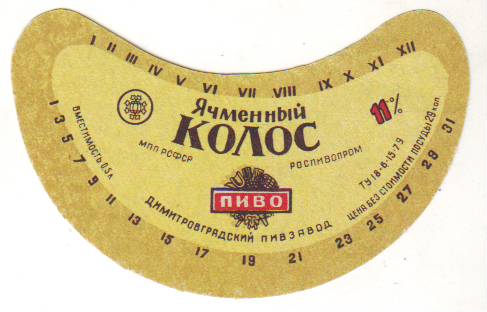 I II III IV V VI VII VIII IX X XI XII
Ячменный
КОЛОС
11%
МПП РСФСР
РОСПИВОПРОМ
ВМЕСТИМОСТЬ 0,5 л.
ТУ 18-6-15-79
ЦЕНА БЕЗ СТОИМОСТИ ПОСУДЫ 29 коп
ПИВО
ДИМИТРОВГРАДСКИЙ ПИВЗАВОД
1 3 5 7 9 11 13 15 17 19 21 23 25 27 29 31